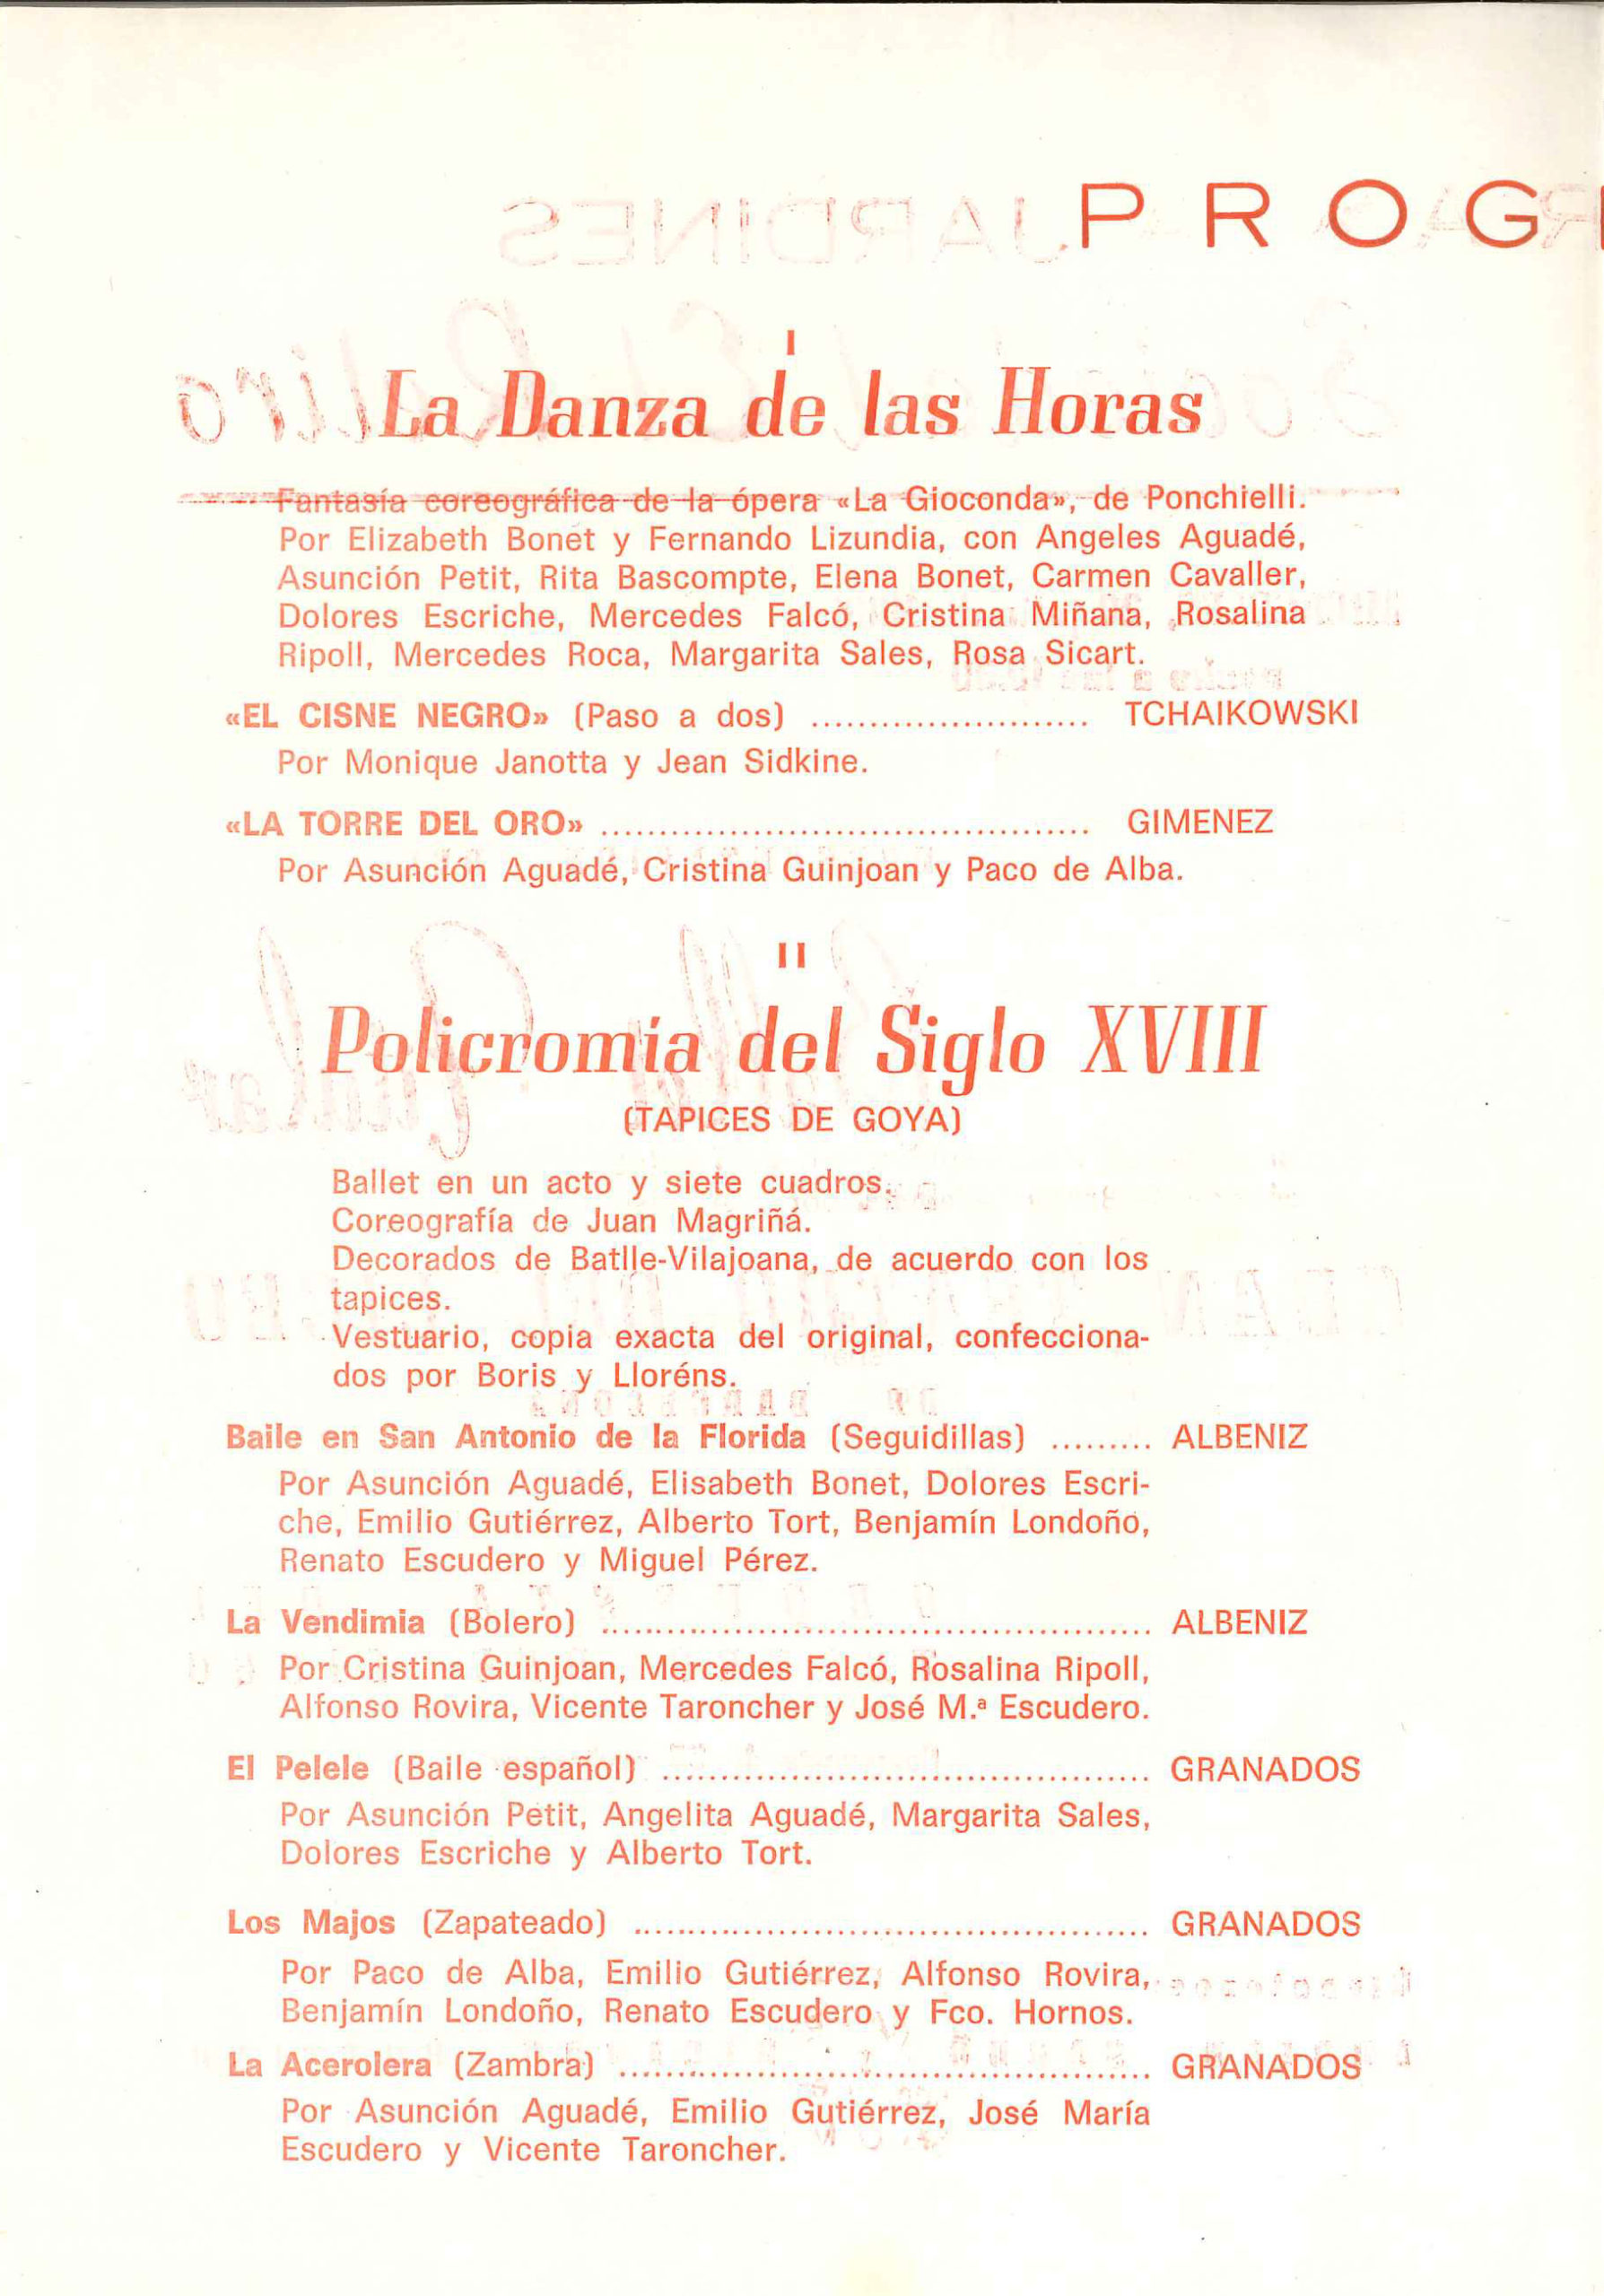 P R O G
I
La Danza de las Horas
Fantasía coreográfica de la ópera «La Gioconda», de Ponchielli.
Por Elizabeth Bonet y Fernando Lizundia, con Angeles Aguadé,
Asunción Petit, Rita Bascompte, Elena Bonet, Carmen Cavaller,
Dolores Escriche, Mercedes Falcó, Cristina Miñana, Rosalina
Ripoll, Mercedes Roca, Margarita Sales, Rosa Sicart.
«EL CISNE NEGRO» (Paso a dos) ........................ TCHAIKOWSKI
Por Monique Janotta y Jean Sidkine.
«LA TORRE DEL ORO» .......................................... GIMENEZ
Por Asunción Aguadé, Cristina Guinjoan y Paco de Alba.
II
Policromía del Siglo XVIII
(TAPICES DE GOYA)
Ballet en un acto y siete cuadros.
Coreografía de Juan Magriñá.
Decorados de Batlle-Vilajoana, de acuerdo con los
tapices.
Vestuario, copia exacta del original, confecciona-
dos por Boris y Lloréns.
Baile en San Antonio de la Florida (Seguidillas) ......... ALBENIZ
Por Asunción Aguadé, Elisabeth Bonet, Dolores Escri-
che, Emilio Gutiérrez, Alberto Tort, Benjamín Londoño,
Renato Escudero y Miguel Pérez.
La Vendimia (Bolero) ............................................... ALBENIZ
Por Cristina Guinjoan, Mercedes Falcó, Rosalina Ripoll,
Alfonso Rovira, Vicente Taroncher y José M.ª Escudero.
El Pelele (Baile español) .......................................... GRANADOS
Por Asunción Petit, Angelita Aguadé, Margarita Sales,
Dolores Escriche y Alberto Tort.
Los Majos (Zapateado) ............................................ GRANADOS
Por Paco de Alba, Emilio Gutiérrez, Alfonso Rovira,
Benjamín Londoño, Renato Escudero y Fco. Hornos.
La Acerolera (Zambra) .............................................. GRANADOS
Por Asunción Aguadé, Emilio Gutiérrez, José María
Escudero y Vicente Taroncher.